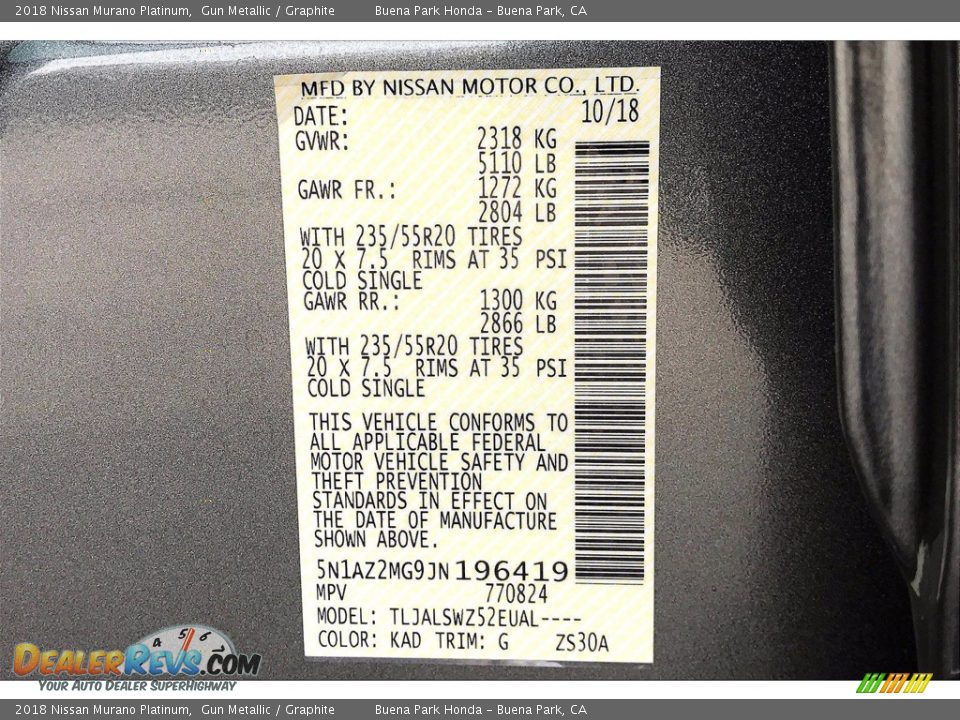 2018 Nissan Murano Platinum, Gun Metallic / Graphite Buena Park Honda - Buena Park, CA
MFD BY NISSAN MOTOR CO., LTD.
DATE: 10/18
GVWR: 2318 KG
5110 LB
GAWR FR.: 1272 KG
2804 LB
WITH 235/55R20 TIRES
20 X 7.5 RIMS AT 35 PSI
COLD SINGLE
GAWR RR.: 1300 KG
2866 LB
WITH 235/55R20 TIRES
20 X 7.5 RIMS AT 35 PSI
COLD SINGLE
THIS VEHICLE CONFORMS TO
ALL APPLICABLE FEDERAL
MOTOR VEHICLE SAFETY AND
THEFT PREVENTION
STANDARDS IN EFFECT ON
THE DATE OF MANUFACTURE
SHOWN ABOVE.
5N1AZ2MG9JN196419
MPV 770824
MODEL: TLJALSWZ52EUAL----
COLOR: KAD TRIM: G ZS30A
4 5 6
DEALERREVS.COM
YOUR AUTO DEALER SUPERHIGHWAY
2018 Nissan Murano Platinum, Gun Metallic / Graphite Buena Park Honda - Buena Park, CA